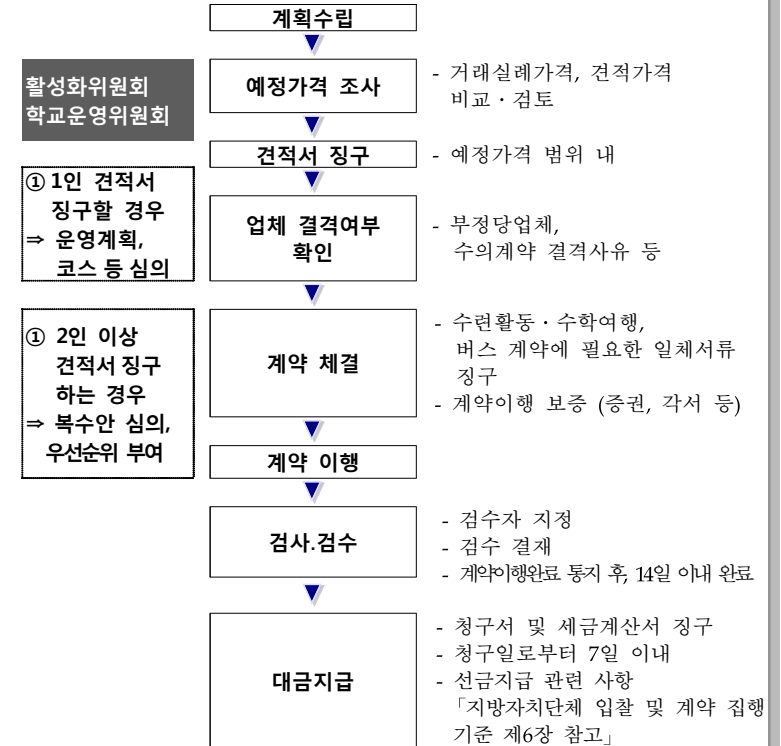 계획수립
활성화위원회
학교운영위원회
예정가격 조사
- 거래실례가격, 견적가격
비교·검토
견적서 징구
- 예정가격 범위 내
① 1인 견적서
징구할 경우
⇒ 운영계획,
코스 등 심의
업체 결격여부
확인
- 부정당업체,
수의계약 결격사유 등
① 2인 이상
견적서 징구
하는 경우
⇒ 복수안 심의,
우선순위 부여
계약 체결
- 수련활동·수학여행,
버스 계약에 필요한 일체서류
징구
- 계약이행 보증 (증권, 각서 등)
계약 이행
검사.검수
- 검수자 지정
- 검수 결재
- 계약이행완료 통지 후, 14일 이내 완료
대금지급
- 청구서 및 세금계산서 징구
- 청구일로부터 7일 이내
- 선금지급 관련 사항
「지방자치단체 입찰 및 계약 집행
기준 제6장 참고」